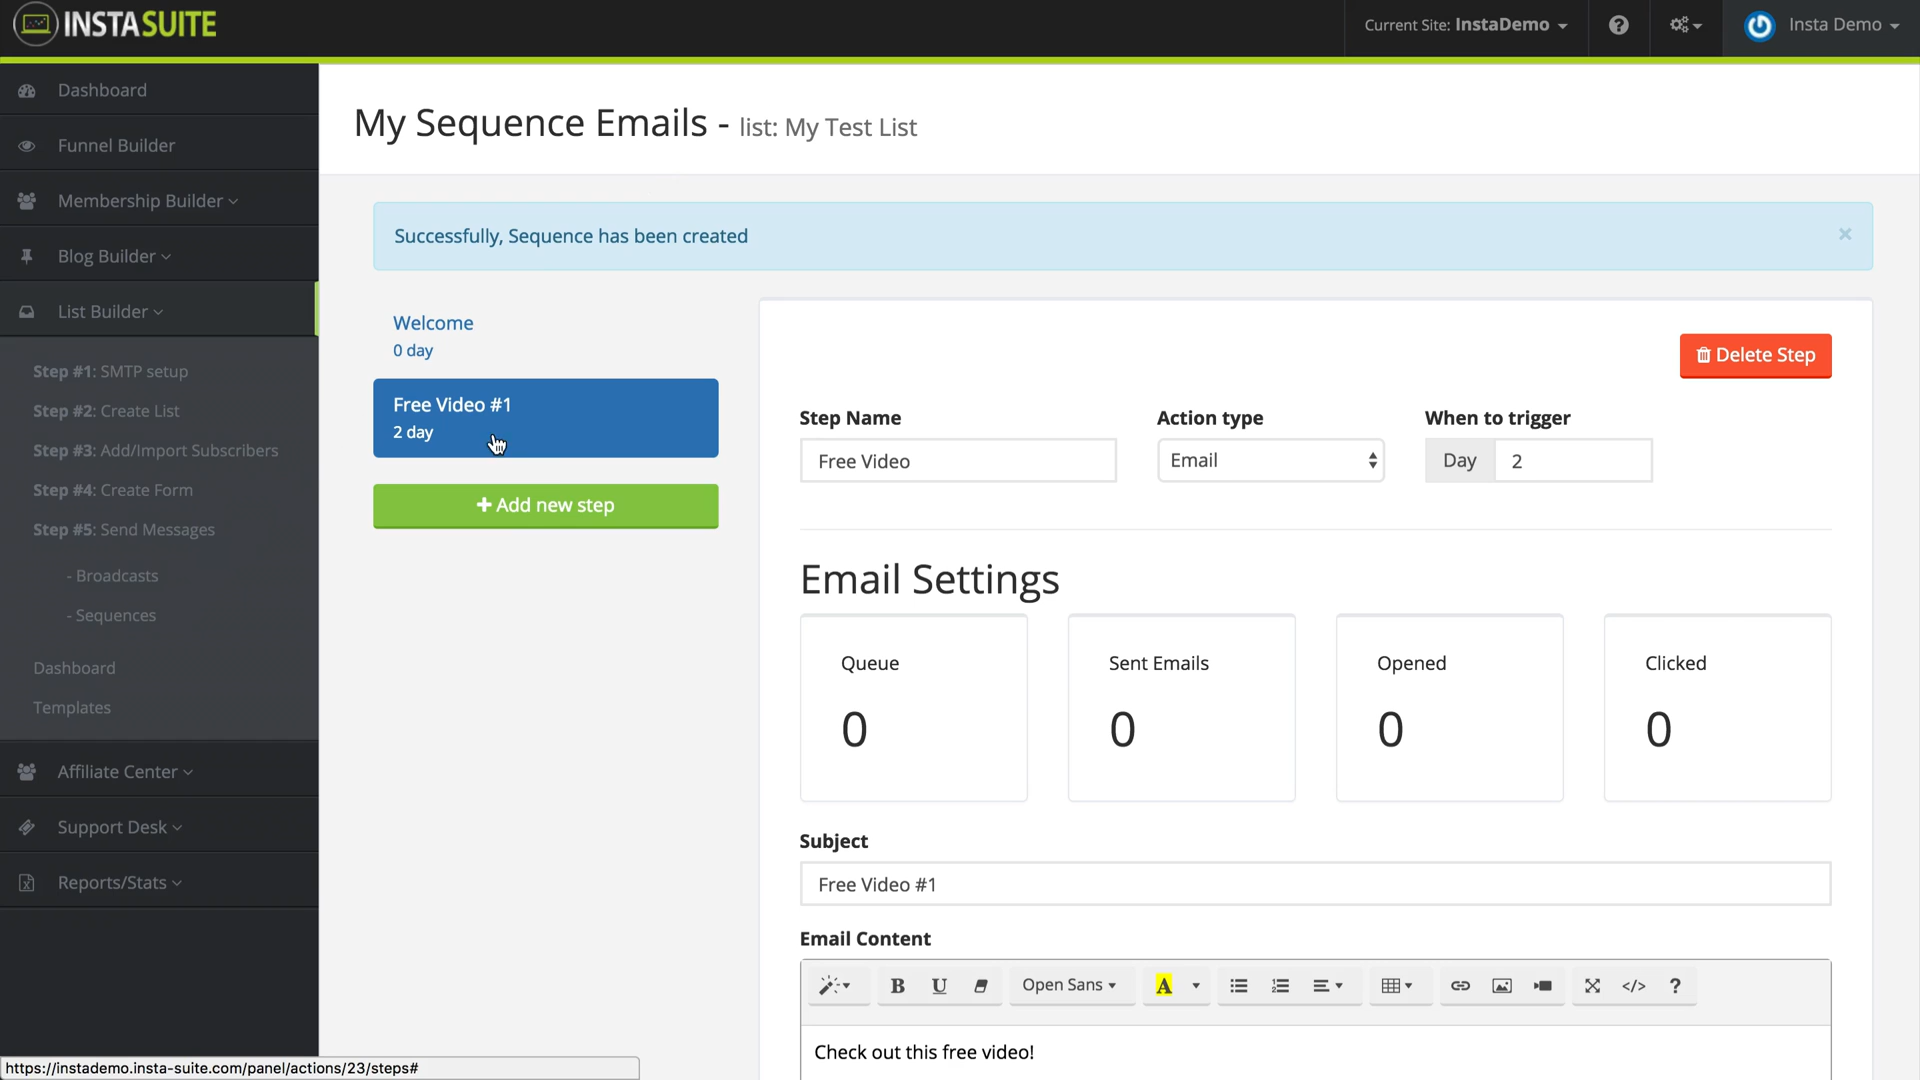 INSTASUITE
Current Site: InstaDemo
Insta Demo
Dashboard
Funnel Builder
Membership Builder
Blog Builder
List Builder
Step #1: SMTP setup
Step #2: Create List
Step #3: Add/Import Subscribers
Step #4: Create Form
Step #5: Send Messages
- Broadcasts
- Sequences
Dashboard
Templates
Affiliate Center
Support Desk
Reports/Stats
My Sequence Emails - list: My Test List
Successfully, Sequence has been created
×
Welcome
0 day
Free Video #1
2 day
+ Add new step
Delete Step
Step Name
Action type
When to trigger
Free Video
Email
Day 2
Email Settings
Queue
Sent Emails
Opened
Clicked
0
0
0
0
Subject
Free Video #1
Email Content
B U Open Sans A </> ?
Check out this free video!
https://instademo.insta-suite.com/panel/actions/23/steps#